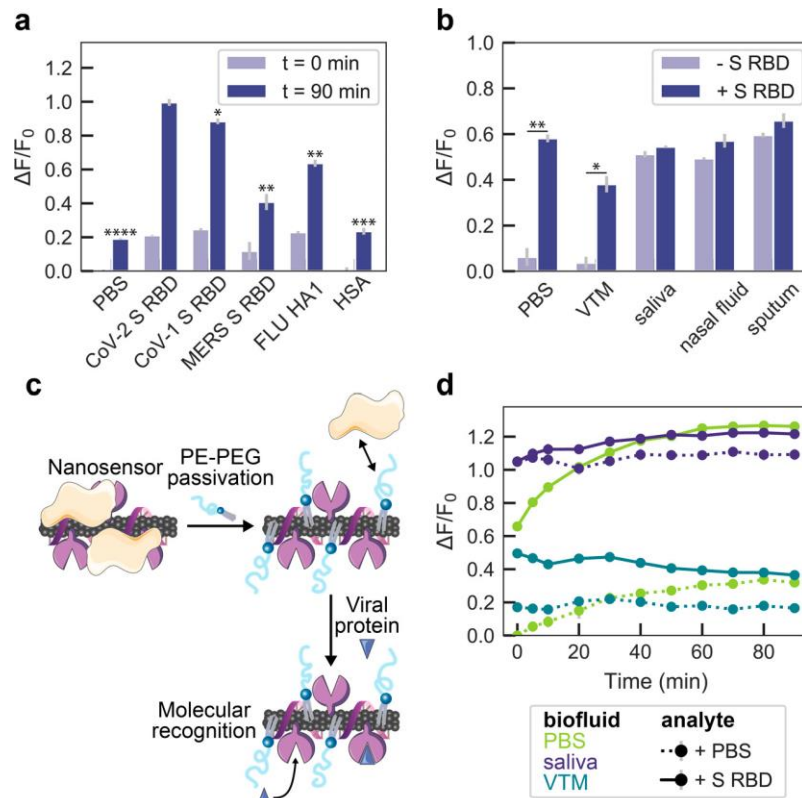 a
ΔF/F0
1.2
1.0
0.8
0.6
0.4
0.2
0.0
t = 0 min
t = 90 min
****
*
**
**
***
PBS
CoV-2 S RBD
CoV-1 S RBD
MERS S RBD
FLU HA1
HSA
b
ΔF/F0
1.0
0.8
0.6
0.4
0.2
0.0
- S RBD
+ S RBD
**
*
PBS
VTM
saliva
nasal fluid
sputum
c
Nanosensor
PE-PEG
passivation
Viral
protein
Molecular
recognition
d
ΔF/F0
1.2
1.0
0.8
0.6
0.4
0.2
0.0
0
20
40
60
80
Time (min)
biofluid
PBS
saliva
VTM
analyte
+ PBS
+ S RBD